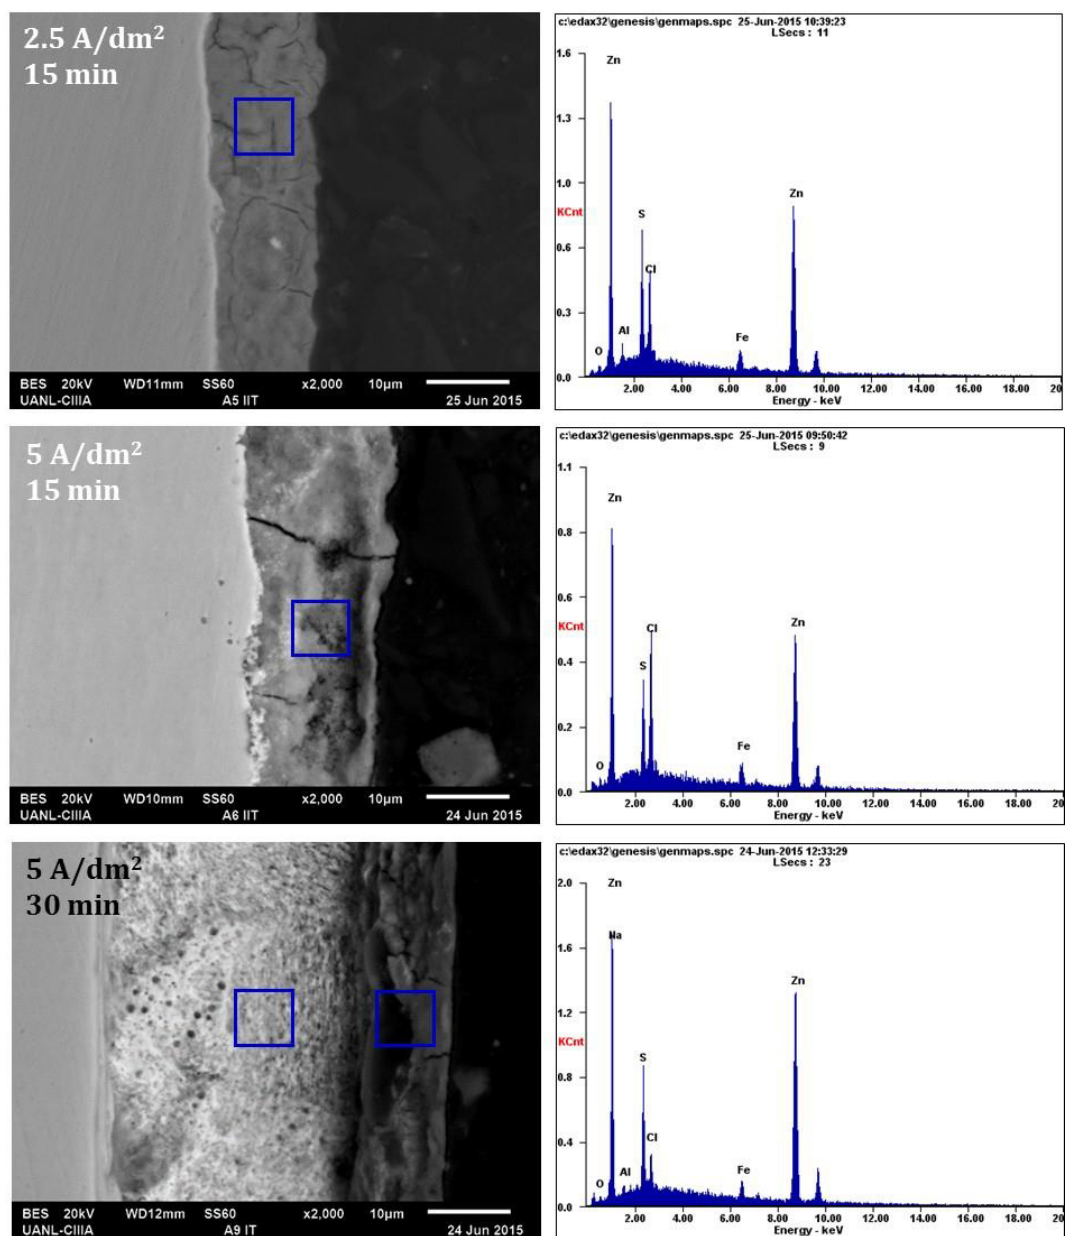 2.5 A/dm²
15 min
BES 20kV WD11mm SS60 x2,000 10μm
UANL-CIIIA A5 IIT 25 Jun 2015
c:\edax32\genesis\genmaps.spc 25-Jun-2015 10:39:23
LSecs : 11
1.6
Zn
1.3
1.0
Zn
KCnt
S
0.6
Cl
0.3
Al
Fe
O
0.0
2.00 4.00 6.00 8.00 10.00 12.00 14.00 16.00 18.00 20
Energy - keV
5 A/dm²
15 min
BES 20kV WD10mm SS60 x2,000 10μm
UANL-CIIIA A6 IIT 24 Jun 2015
c:\edax32\genesis\genmaps.spc 25-Jun-2015 09:50:42
LSecs : 9
1.1
Zn
0.8
0.6
Zn
KCnt
Cl
0.4
S
0.2
Fe
O
0.0
2.00 4.00 6.00 8.00 10.00 12.00 14.00 16.00 18.00 20
Energy - keV
5 A/dm²
30 min
BES 20kV WD12mm SS60 x2,000 10μm
UANL-CIIIA A9 IT 24 Jun 2015
c:\edax32\genesis\genmaps.spc 24-Jun-2015 12:33:29
LSecs : 23
2.0
Zn
Na
1.6
Zn
1.2
KCnt
S
0.8
Cl
0.4
Al
Fe
O
0.0
2.00 4.00 6.00 8.00 10.00 12.00 14.00 16.00 18.00 20
Energy - keV